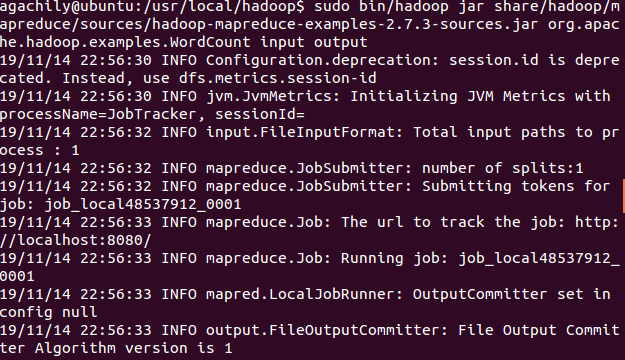 agachily@ubuntu:/usr/local/hadoop$ sudo bin/hadoop jar share/hadoop/m
apreduce/sources/hadoop-mapreduce-examples-2.7.3-sources.jar org.apac
he.hadoop.examples.WordCount input output
19/11/14 22:56:30 INFO Configuration.deprecation: session.id is depre
cated. Instead, use dfs.metrics.session-id
19/11/14 22:56:30 INFO jvm.JvmMetrics: Initializing JVM Metrics with
processName=JobTracker, sessionId=
19/11/14 22:56:32 INFO input.FileInputFormat: Total input paths to pr
ocess : 1
19/11/14 22:56:32 INFO mapreduce.JobSubmitter: number of splits:1
19/11/14 22:56:32 INFO mapreduce.JobSubmitter: Submitting tokens for
job: job_local48537912_0001
19/11/14 22:56:33 INFO mapreduce.Job: The url to track the job: http:
//localhost:8080/
19/11/14 22:56:33 INFO mapreduce.Job: Running job: job_local48537912_
0001
19/11/14 22:56:33 INFO mapred.LocalJobRunner: OutputCommitter set in
config null
19/11/14 22:56:33 INFO output.FileOutputCommitter: File Output Commit
ter Algorithm version is 1